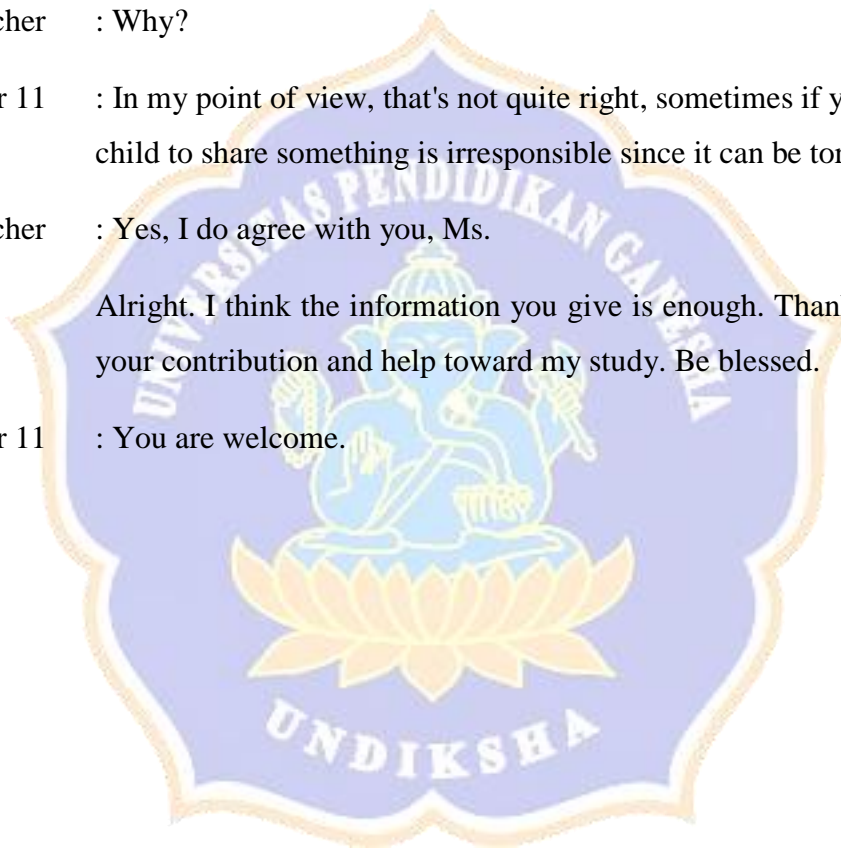 cher : Why?
r 11 : In my point of view, that's not quite right, sometimes if y
child to share something is irresponsible since it can be tor
cher : Yes, I do agree with you, Ms.
Alright. I think the information you give is enough. Than
your contribution and help toward my study. Be blessed.
r 11 : You are welcome.
UNIVERSITAS PENDIDIKAN GANESHA
UNDIKSHA